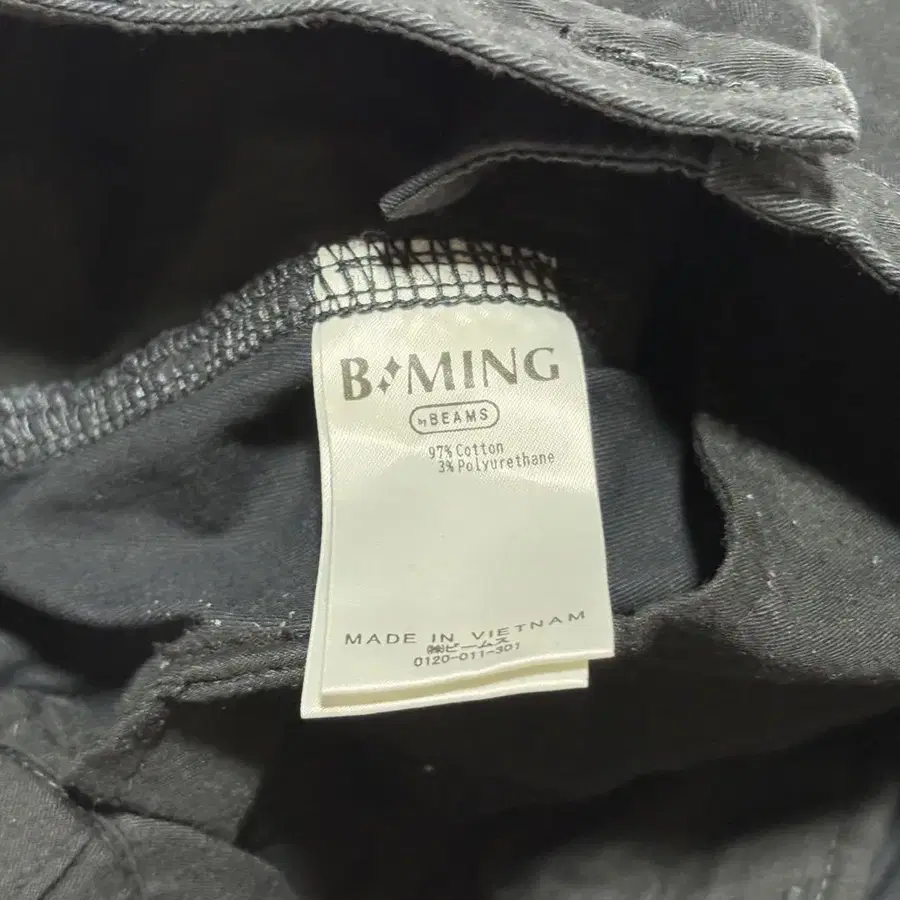 B:MING
by BEAMS
97% Cotton
3% Polyurethane
MADE IN VIETNAM
㈱ビームス
0120-011-301